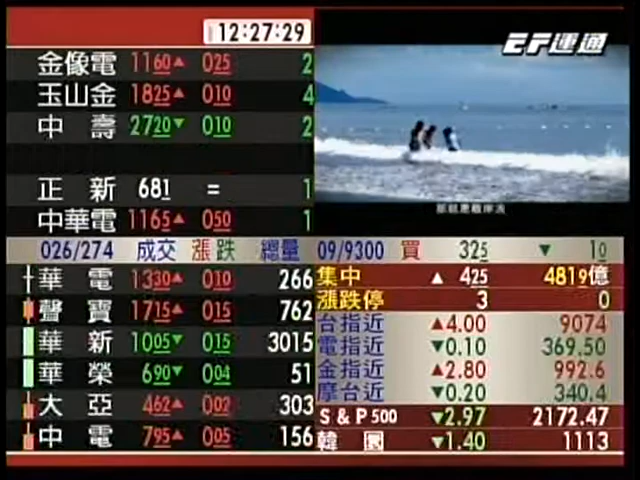 12:27:29
EF運通
金像電 1160▲ 025 2
玉山金 1825▲ 010 4
中 壽 2720▼ 010 2
正 新 681 = 1
中華電 1165▲ 050 1
026/274 成交 漲跌 總量
09/9300 買 325 ▼ 10
華 電 1330▲ 010 266
聲 寶 1715▲ 015 762
華 新 1005▼ 015 3015
華 榮 690▼ 004 51
大 亞 462▲ 002 303
中 電 795▲ 005 156
集中 ▲ 425 4819億
漲跌停 3 0
台指近 ▲4.00 9074
電指近 ▼0.10 369.50
金指近 ▲2.80 992.6
摩台近 ▼0.20 340.4
S & P 500 ▼2.97 2172.47
韓 國 ▼1.40 1113